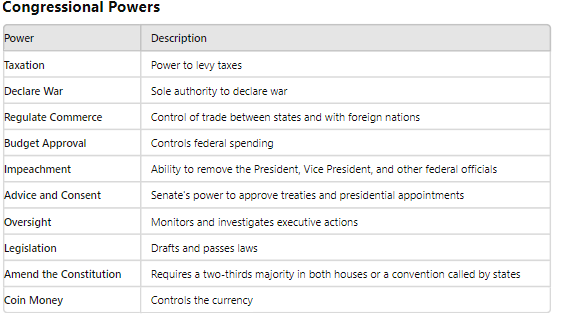 Congressional Powers
Power Description
Taxation Power to levy taxes
Declare War Sole authority to declare war
Regulate Commerce Control of trade between states and with foreign nations
Budget Approval Controls federal spending
Impeachment Ability to remove the President, Vice President, and other federal officials
Advice and Consent Senate's power to approve treaties and presidential appointments
Oversight Monitors and investigates executive actions
Legislation Drafts and passes laws
Amend the Constitution Requires a two-thirds majority in both houses or a convention called by states
Coin Money Controls the currency